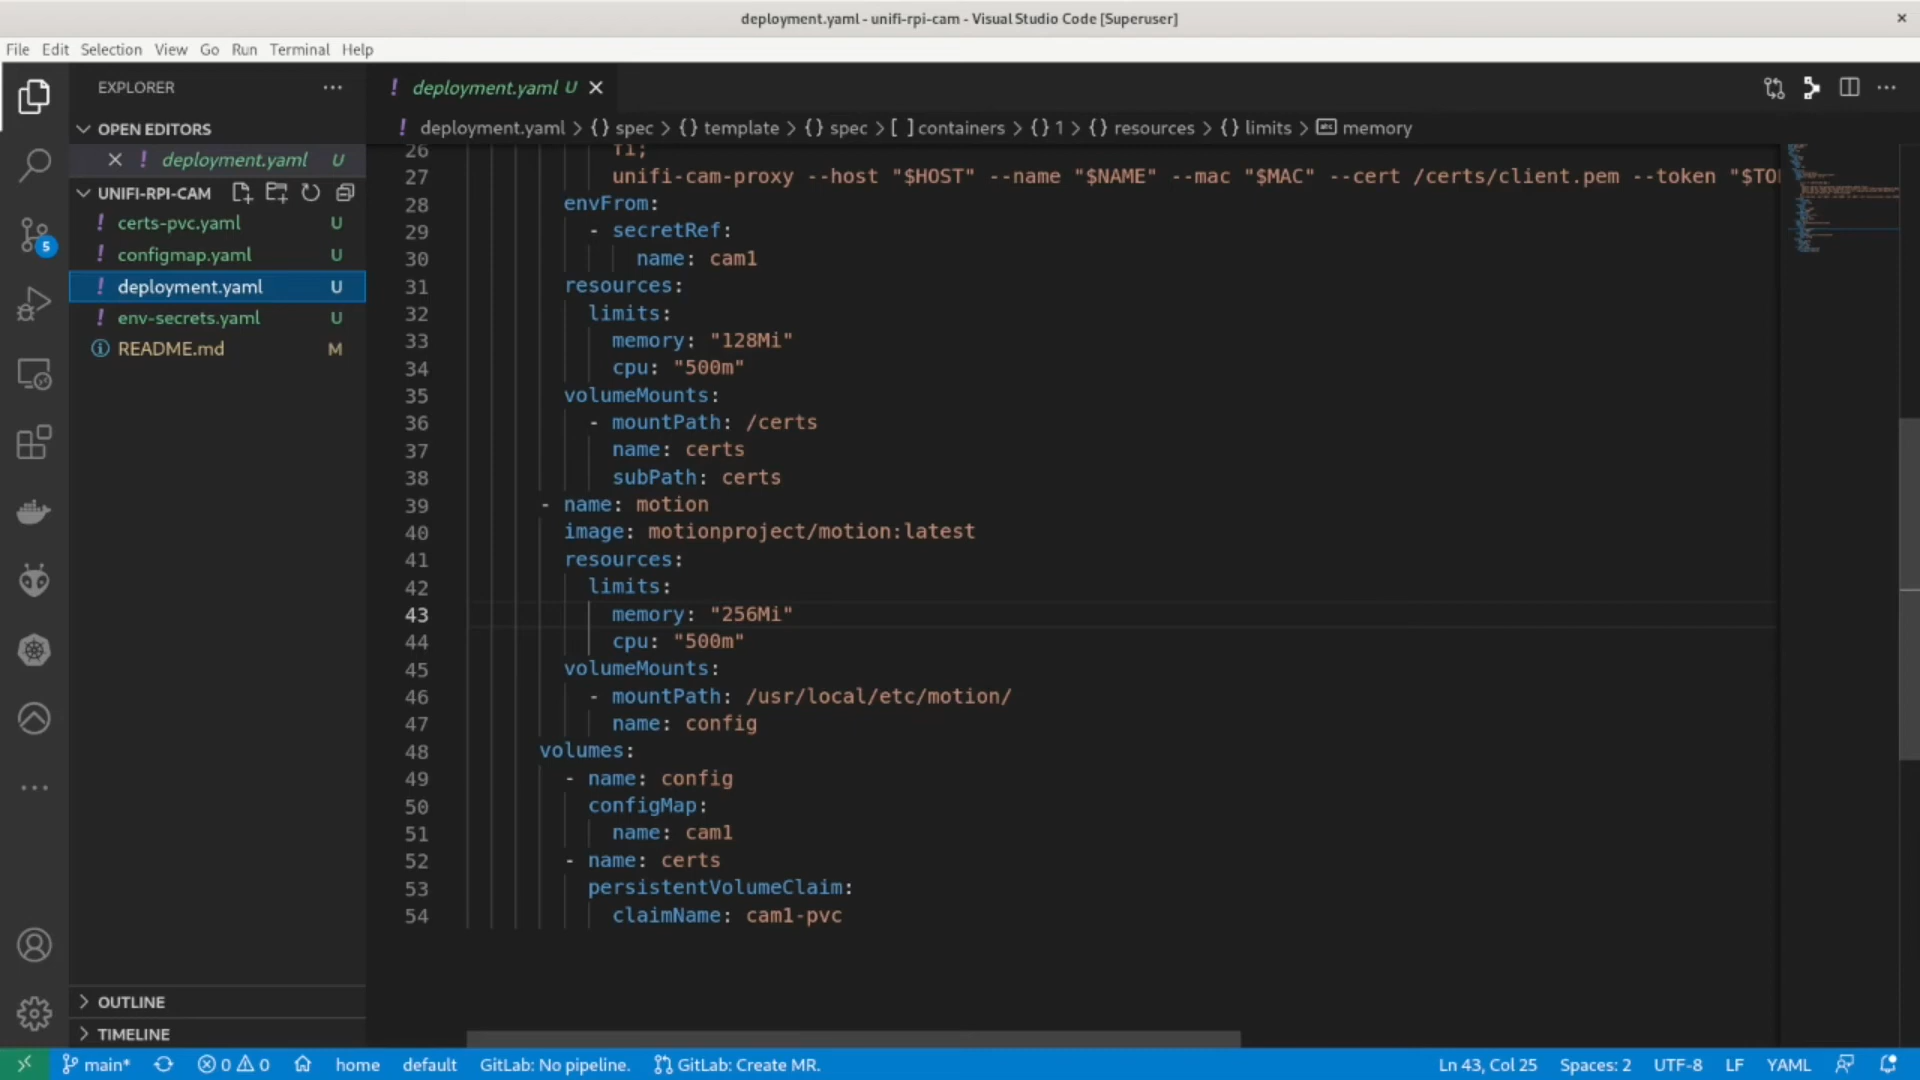 deployment.yaml - unifi-rpi-cam - Visual Studio Code [Superuser]
File Edit Selection View Go Run Terminal Help
EXPLORER
deployment.yaml U
OPEN EDITORS
deployment.yaml > {} spec > {} template > {} spec > [ ] containers > {} 1 > {} resources > {} limits > memory
deployment.yaml U
UNIFI-RPI-CAM
certs-pvc.yaml U
configmap.yaml U
deployment.yaml U
env-secrets.yaml U
README.md M
5
26 fi;
27 unifi-cam-proxy --host "$HOST" --name "$NAME" --mac "$MAC" --cert /certs/client.pem --token "$TO
28 envFrom:
29 - secretRef:
30 name: cam1
31 resources:
32 limits:
33 memory: "128Mi"
34 cpu: "500m"
35 volumeMounts:
36 - mountPath: /certs
37 name: certs
38 subPath: certs
39 - name: motion
40 image: motionproject/motion:latest
41 resources:
42 limits:
43 memory: "256Mi"
44 cpu: "500m"
45 volumeMounts:
46 - mountPath: /usr/local/etc/motion/
47 name: config
48 volumes:
49 - name: config
50 configMap:
51 name: cam1
52 - name: certs
53 persistentVolumeClaim:
54 claimName: cam1-pvc
OUTLINE
TIMELINE
main* 0 0 home default GitLab: No pipeline. GitLab: Create MR. Ln 43, Col 25 Spaces: 2 UTF-8 LF YAML